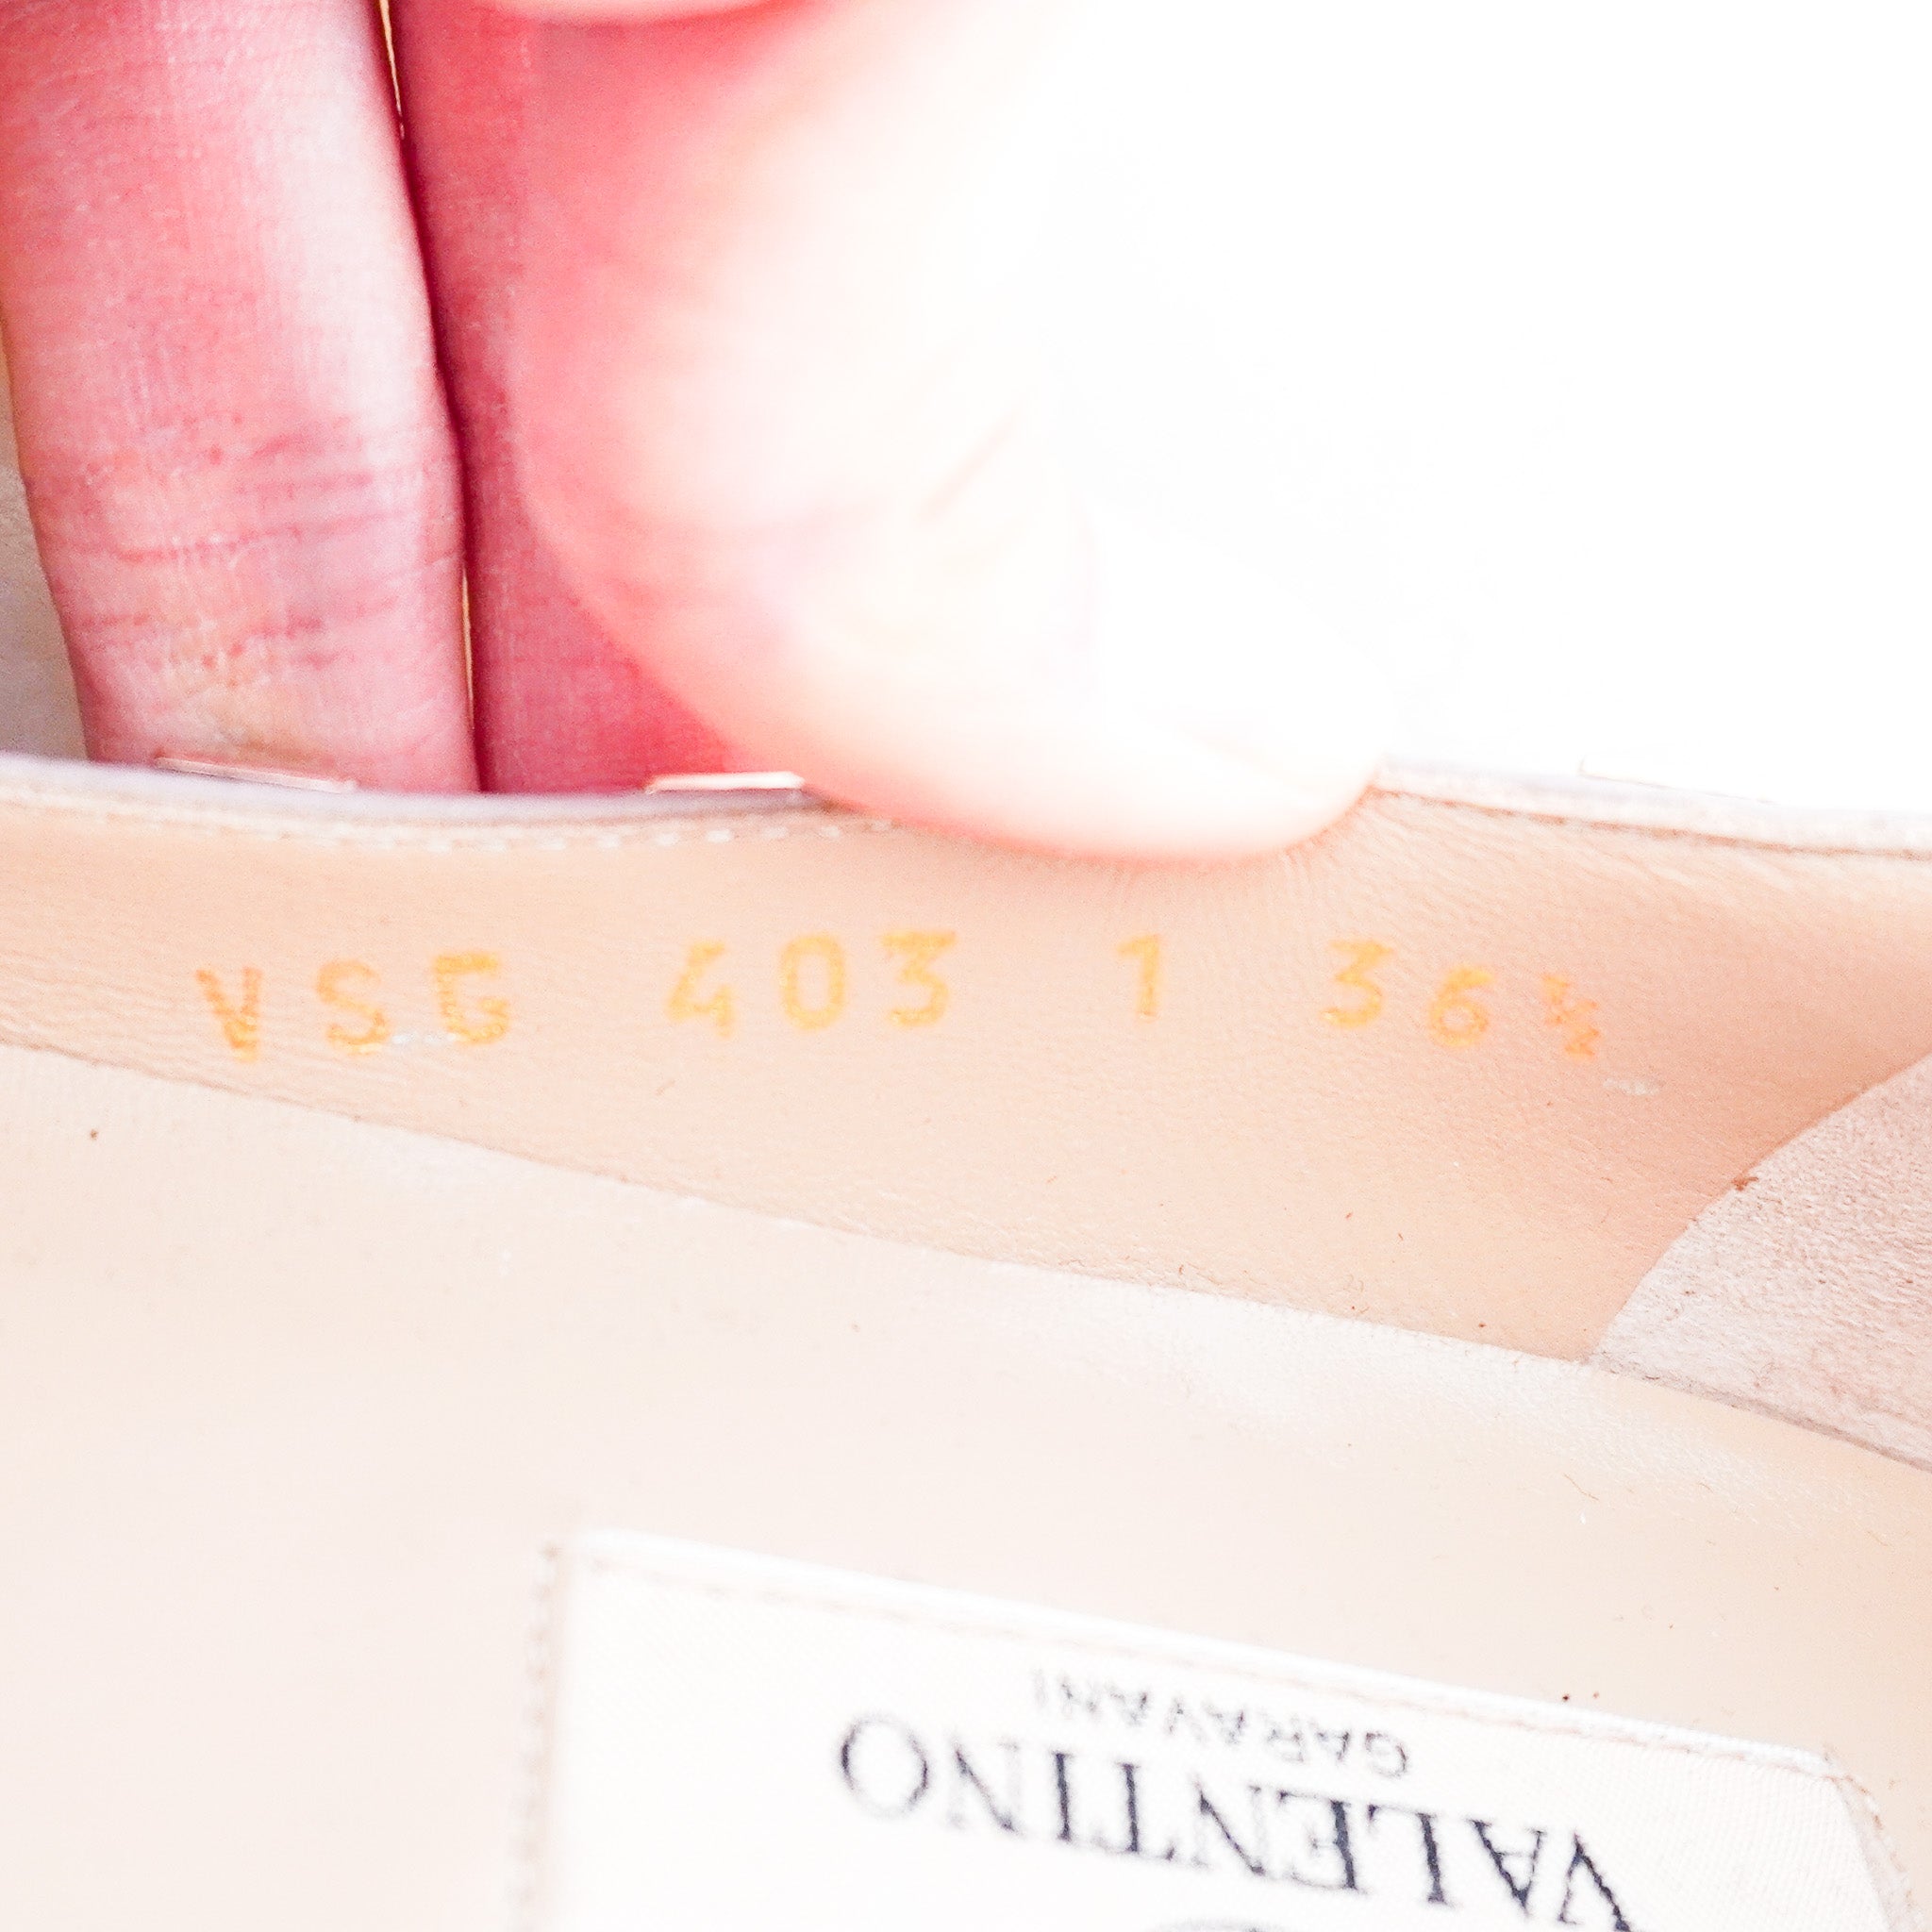 VSG 403 1 36½
VALENTINO
GARAVANI